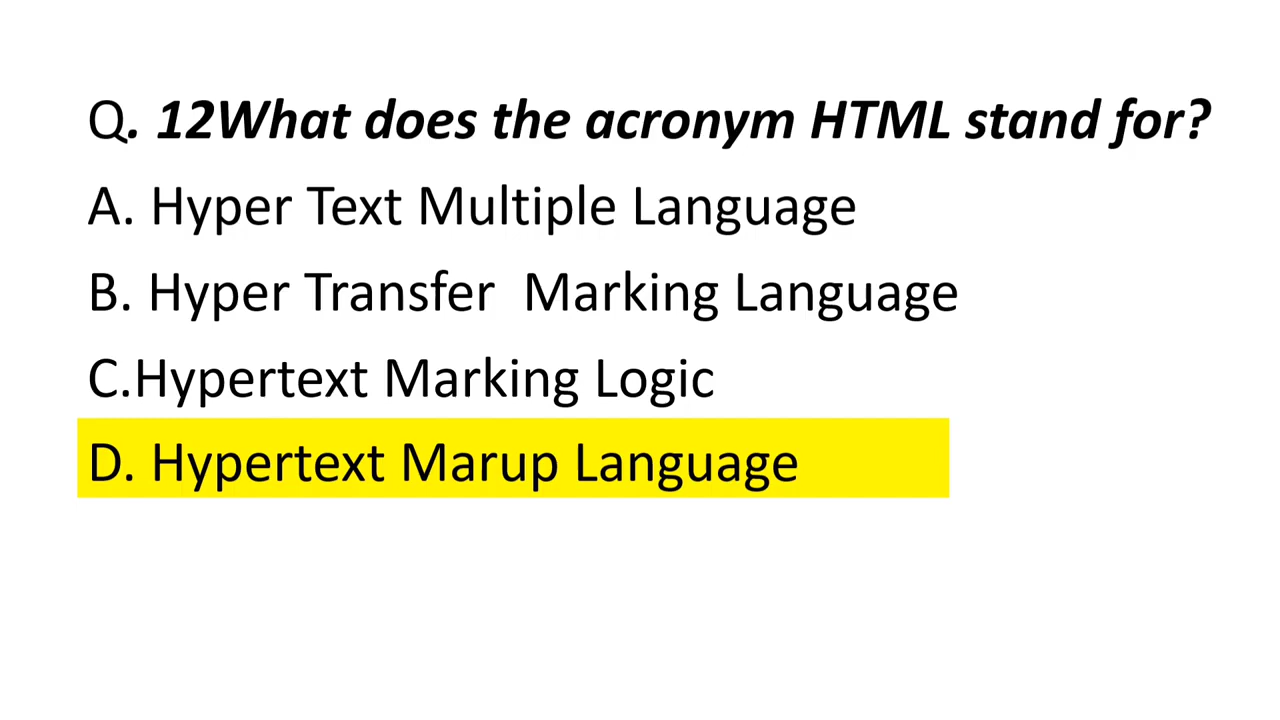 Q. 12What does the acronym HTML stand for?
A. Hyper Text Multiple Language
B. Hyper Transfer  Marking Language
C.Hypertext Marking Logic
D. Hypertext Marup Language